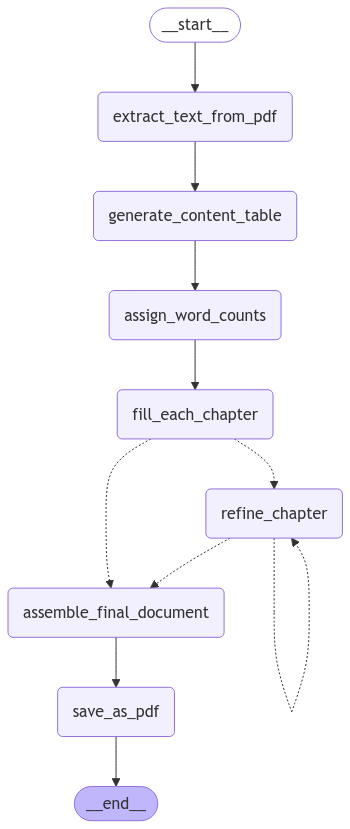 __start__
extract_text_from_pdf
generate_content_table
assign_word_counts
fill_each_chapter
refine_chapter
assemble_final_document
save_as_pdf
__end__